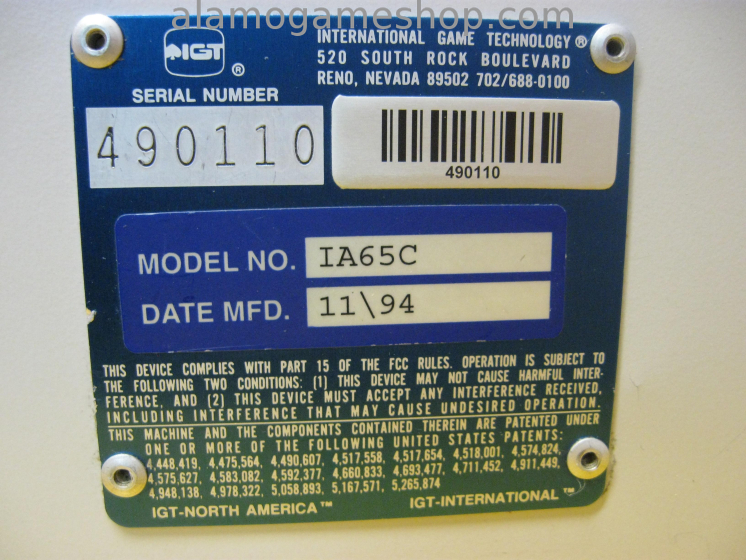 alamogameshop.com
IGT ®
INTERNATIONAL GAME TECHNOLOGY ®
520 SOUTH ROCK BOULEVARD
RENO, NEVADA 89502 702/688-0100
SERIAL NUMBER
490110
490110
MODEL NO. IA65C
DATE MFD. 11\94
THIS DEVICE COMPLIES WITH PART 15 OF THE FCC RULES. OPERATION IS SUBJECT TO
THE FOLLOWING TWO CONDITIONS: (1) THIS DEVICE MAY NOT CAUSE HARMFUL INTER-
FERENCE, AND (2) THIS DEVICE MUST ACCEPT ANY INTERFERENCE RECEIVED,
INCLUDING INTERFERENCE THAT MAY CAUSE UNDESIRED OPERATION.
THIS MACHINE AND THE COMPONENTS CONTAINED THEREIN ARE PATENTED UNDER
ONE OR MORE OF THE FOLLOWING UNITED STATES PATENTS:
4,448,419, 4,475,564, 4,490,607, 4,517,558, 4,517,654, 4,518,001, 4,574,824,
4,575,627, 4,583,082, 4,592,377, 4,660,833, 4,693,477, 4,711,452, 4,911,449,
4,948,138, 4,978,322, 5,058,893, 5,167,571, 5,265,874
IGT-NORTH AMERICA™ IGT-INTERNATIONAL™